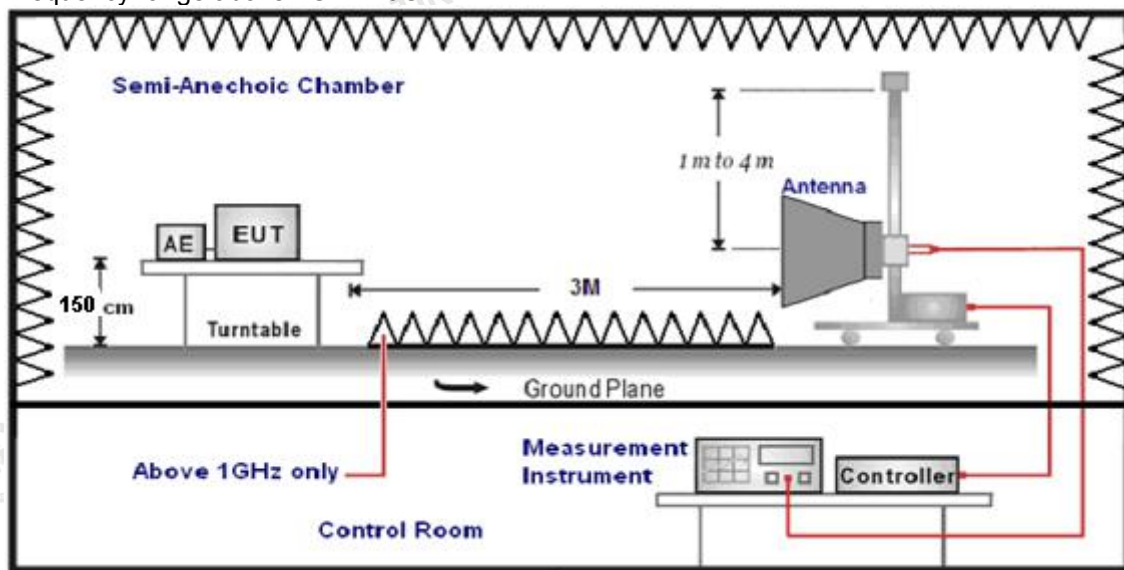 Semi-Anechoic Chamber
1 m to 4 m
Antenna
AE
EUT
150 cm
3M
Turntable
Ground Plane
Above 1GHz only
Measurement
Instrument
Controller
Control Room